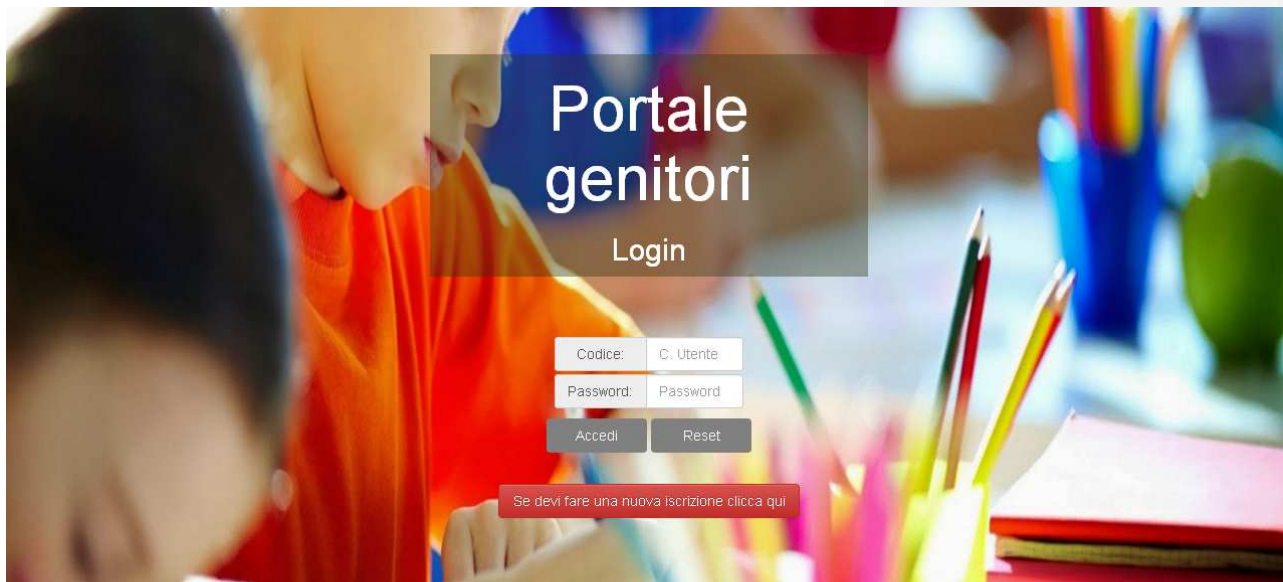 Portale
genitori
Login
Codice: C. Utente
Password: Password
Accedi Reset
Se devi fare una nuova iscrizione clicca qui